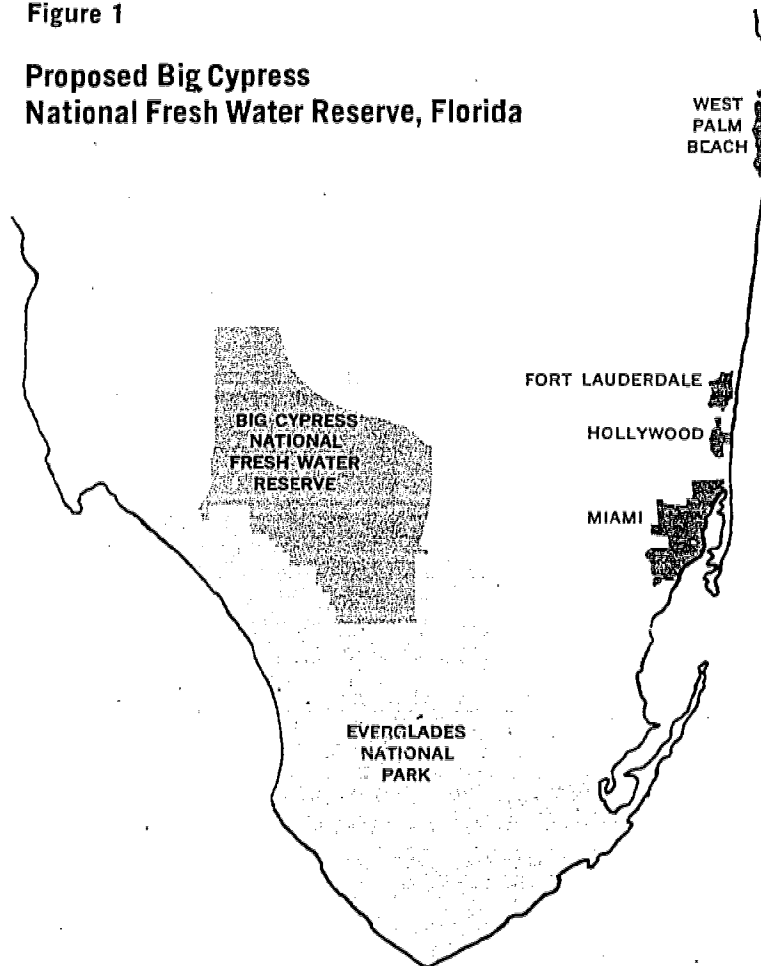 Figure 1
Proposed Big Cypress
National Fresh Water Reserve, Florida
WEST
PALM
BEACH
FORT LAUDERDALE
BIG CYPRESS
NATIONAL
FRESH WATER
RESERVE
HOLLYWOOD
MIAMI
EVERGLADES
NATIONAL
PARK